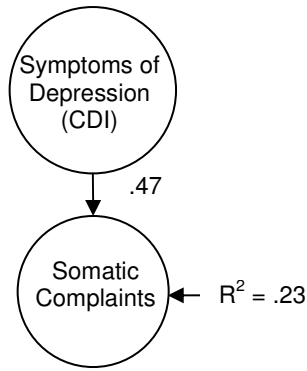 Symptoms of
Depression
(CDI)
.47
Somatic
Complaints
R² = .23